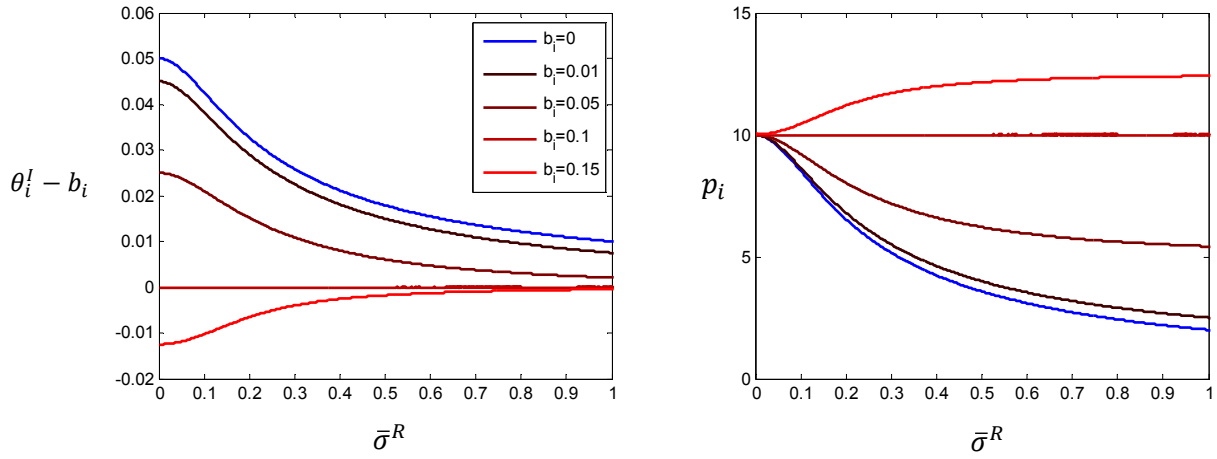 0.06
0.05
0.04
0.03
0.02
0.01
0
-0.01
-0.02
θ_i^I − b_i
b_i=0
b_i=0.01
b_i=0.05
b_i=0.1
b_i=0.15
0 0.1 0.2 0.3 0.4 0.5 0.6 0.7 0.8 0.9 1
σ̄^R
15
10
5
0
p_i
0 0.1 0.2 0.3 0.4 0.5 0.6 0.7 0.8 0.9 1
σ̄^R